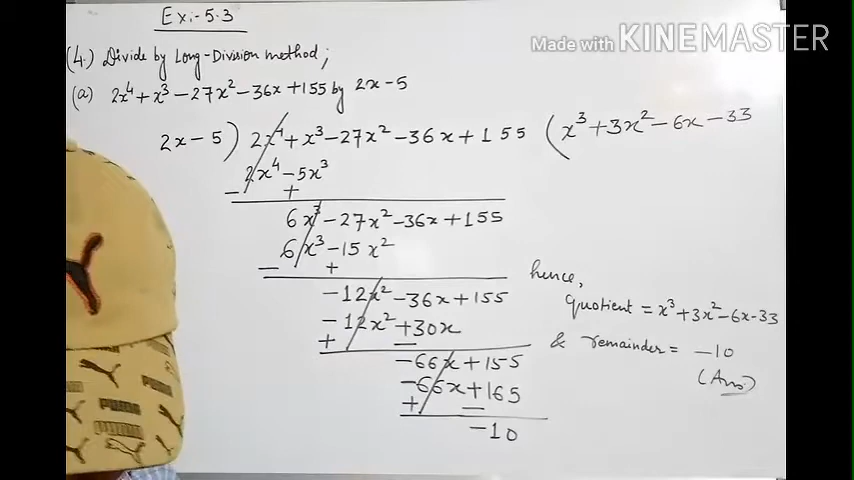 Ex:- 5.3
Made with KINEMASTER
(4.) Divide by Long-Division method;
(a) 2x⁴ + x³ - 27x² - 36x + 155 by 2x - 5
2x - 5 ) 2x⁴ + x³ - 27x² - 36x + 155 ( x³ + 3x² - 6x - 33
2x⁴ - 5x³
- +
6x³ - 27x² - 36x + 155
6x³ - 15x²
- +
-12x² - 36x + 155
-12x² + 30x
+ -
-66x + 155
-66x + 165
+ -
-10
hence,
quotient = x³ + 3x² - 6x - 33
& remainder = -10
(Ans)